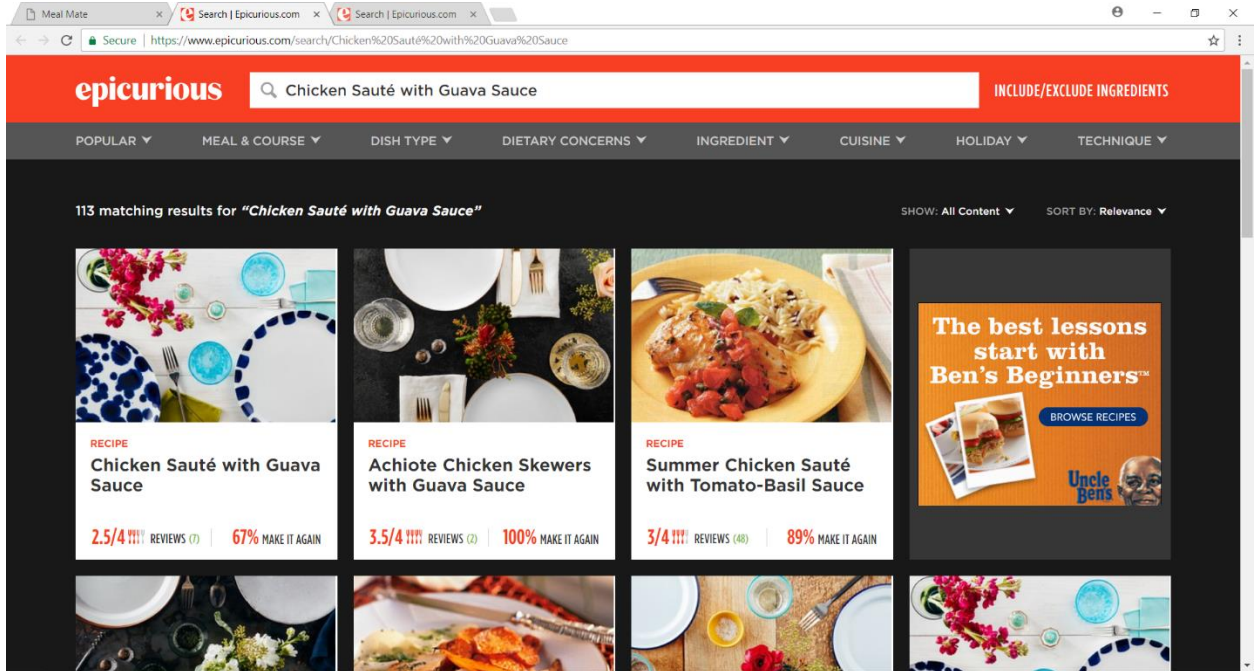 Meal Mate
Search | Epicurious.com
Search | Epicurious.com
Secure | https://www.epicurious.com/search/Chicken%20Sauté%20with%20Guava%20Sauce
epicurious
Chicken Sauté with Guava Sauce
INCLUDE/EXCLUDE INGREDIENTS
POPULAR MEAL & COURSE DISH TYPE DIETARY CONCERNS INGREDIENT CUISINE HOLIDAY TECHNIQUE
113 matching results for "Chicken Sauté with Guava Sauce"
SHOW: All Content SORT BY: Relevance
RECIPE
Chicken Sauté with Guava
Sauce
2.5/4 REVIEWS (7) 67% MAKE IT AGAIN
RECIPE
Achiote Chicken Skewers
with Guava Sauce
3.5/4 REVIEWS (2) 100% MAKE IT AGAIN
RECIPE
Summer Chicken Sauté
with Tomato-Basil Sauce
3/4 REVIEWS (48) 89% MAKE IT AGAIN
The best lessons
start with
Ben's Beginners™
BROWSE RECIPES
Uncle
Ben's